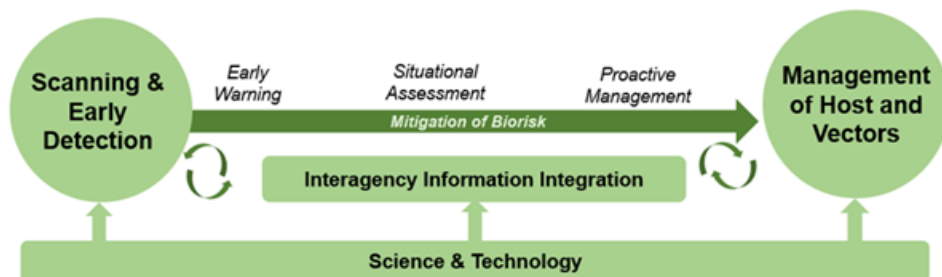 Scanning &
Early
Detection
Early
Warning
Situational
Assessment
Proactive
Management
Mitigation of Biorisk
Management
of Host and
Vectors
Interagency Information Integration
Science & Technology